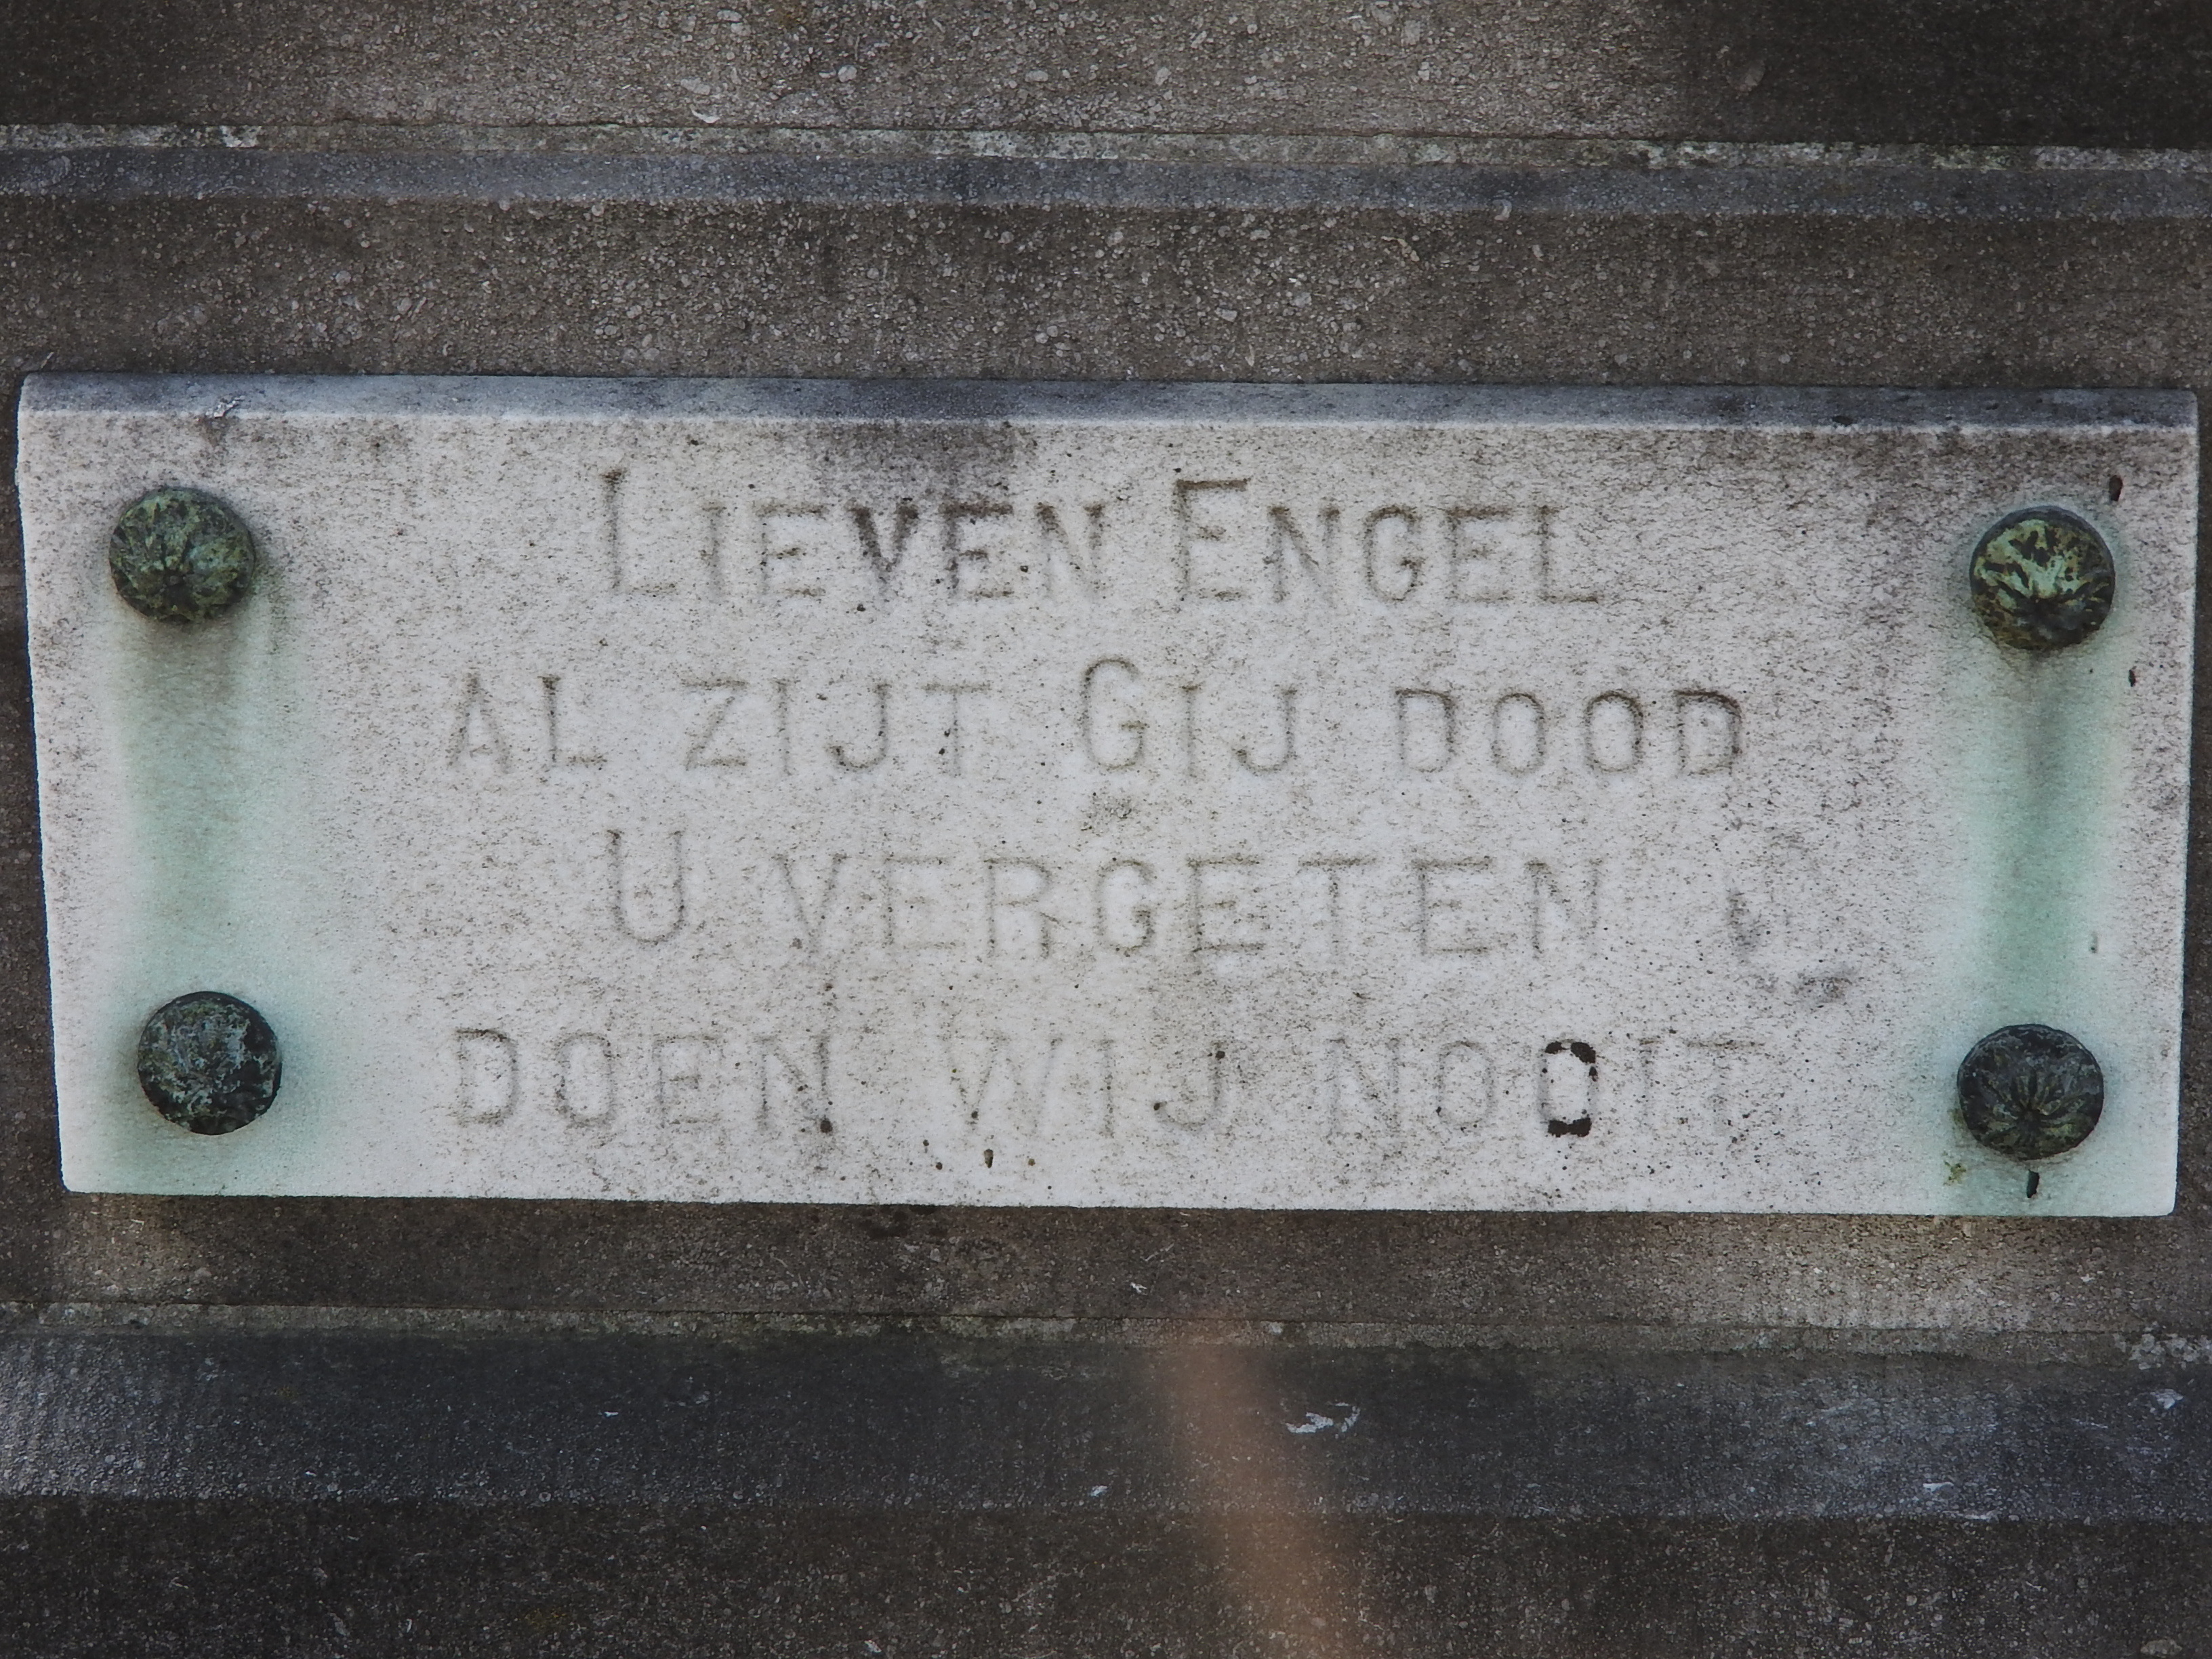 LIEVEN ENGEL
AL ZIJT GIJ DOOD
U VERGETEN
DOEN WIJ NOOIT